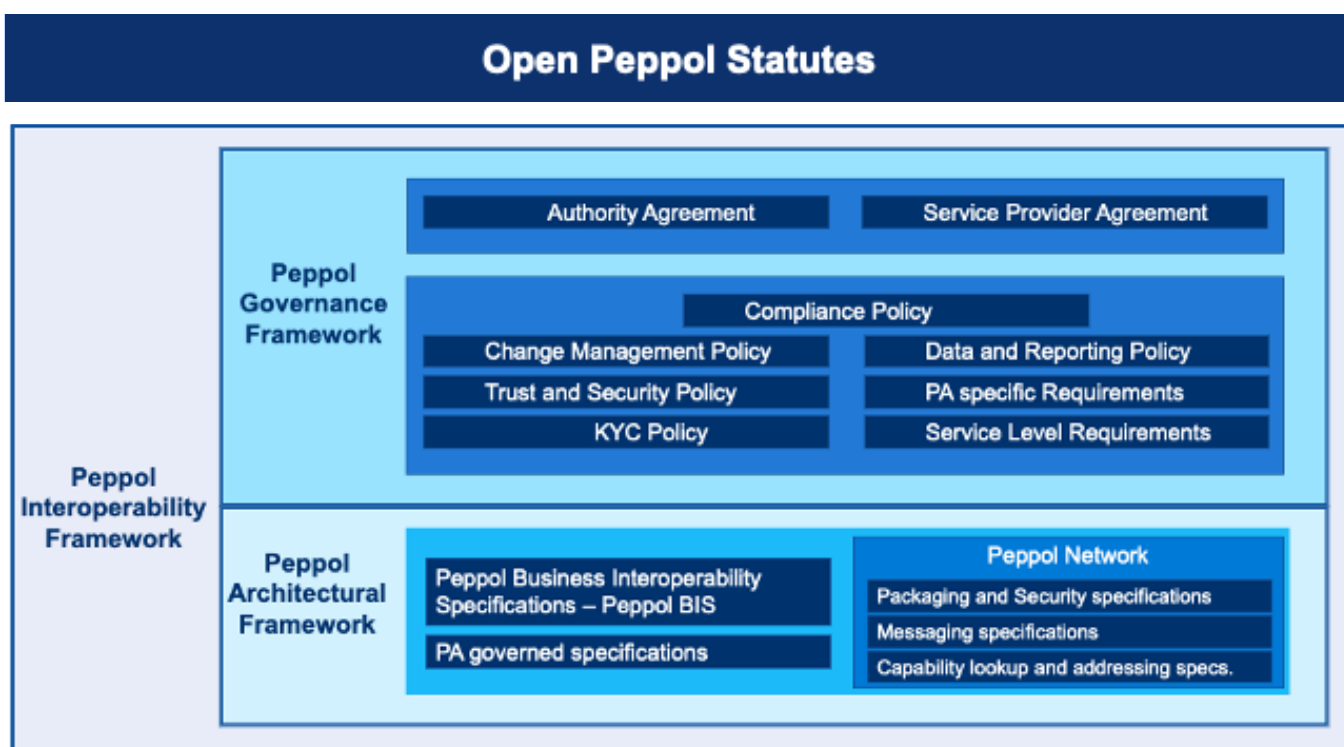 Open Peppol Statutes
Peppol
Interoperability
Framework
Peppol
Governance
Framework
Authority Agreement
Service Provider Agreement
Compliance Policy
Change Management Policy
Data and Reporting Policy
Trust and Security Policy
PA specific Requirements
KYC Policy
Service Level Requirements
Peppol
Architectural
Framework
Peppol Business Interoperability
Specifications – Peppol BIS
PA governed specifications
Peppol Network
Packaging and Security specifications
Messaging specifications
Capability lookup and addressing specs.